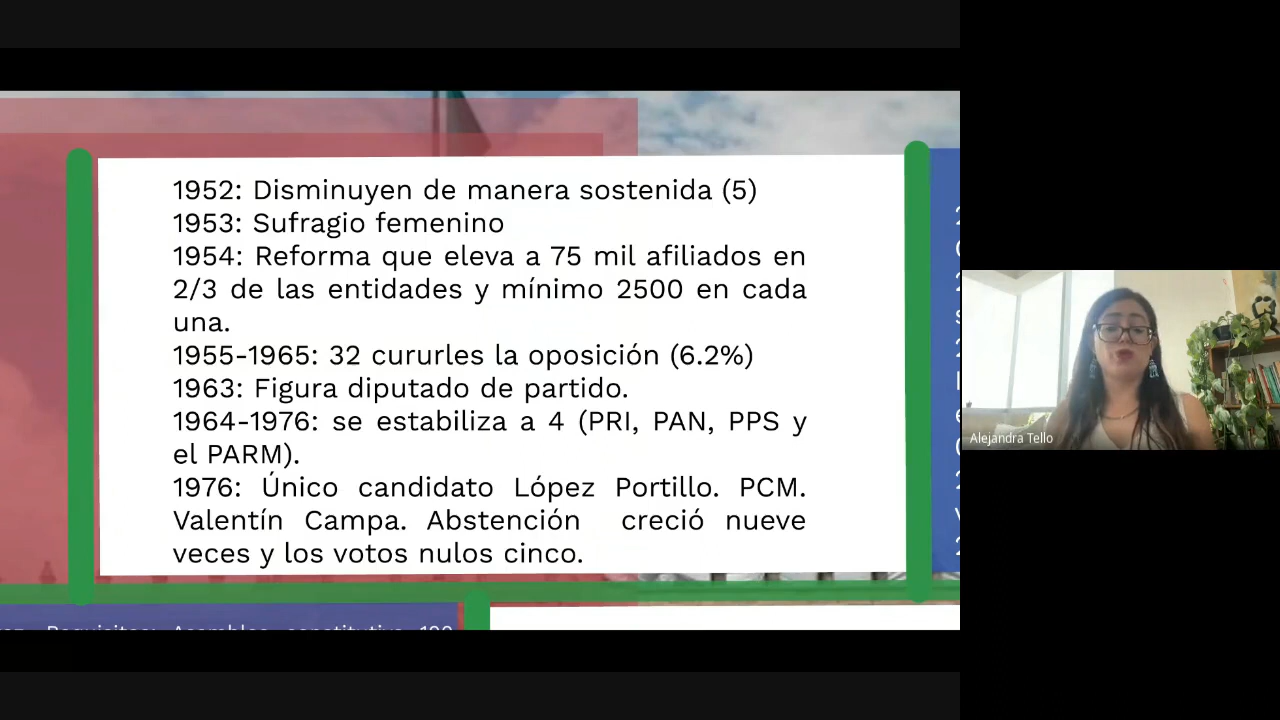 1952: Disminuyen de manera sostenida (5)
1953: Sufragio femenino
1954: Reforma que eleva a 75 mil afiliados en
2/3 de las entidades y mínimo 2500 en cada
una.
1955-1965: 32 cururles la oposición (6.2%)
1963: Figura diputado de partido.
1964-1976: se estabiliza a 4 (PRI, PAN, PPS y
el PARM).
1976: Único candidato López Portillo. PCM.
Valentín Campa. Abstención creció nueve
veces y los votos nulos cinco.
Alejandra Tello